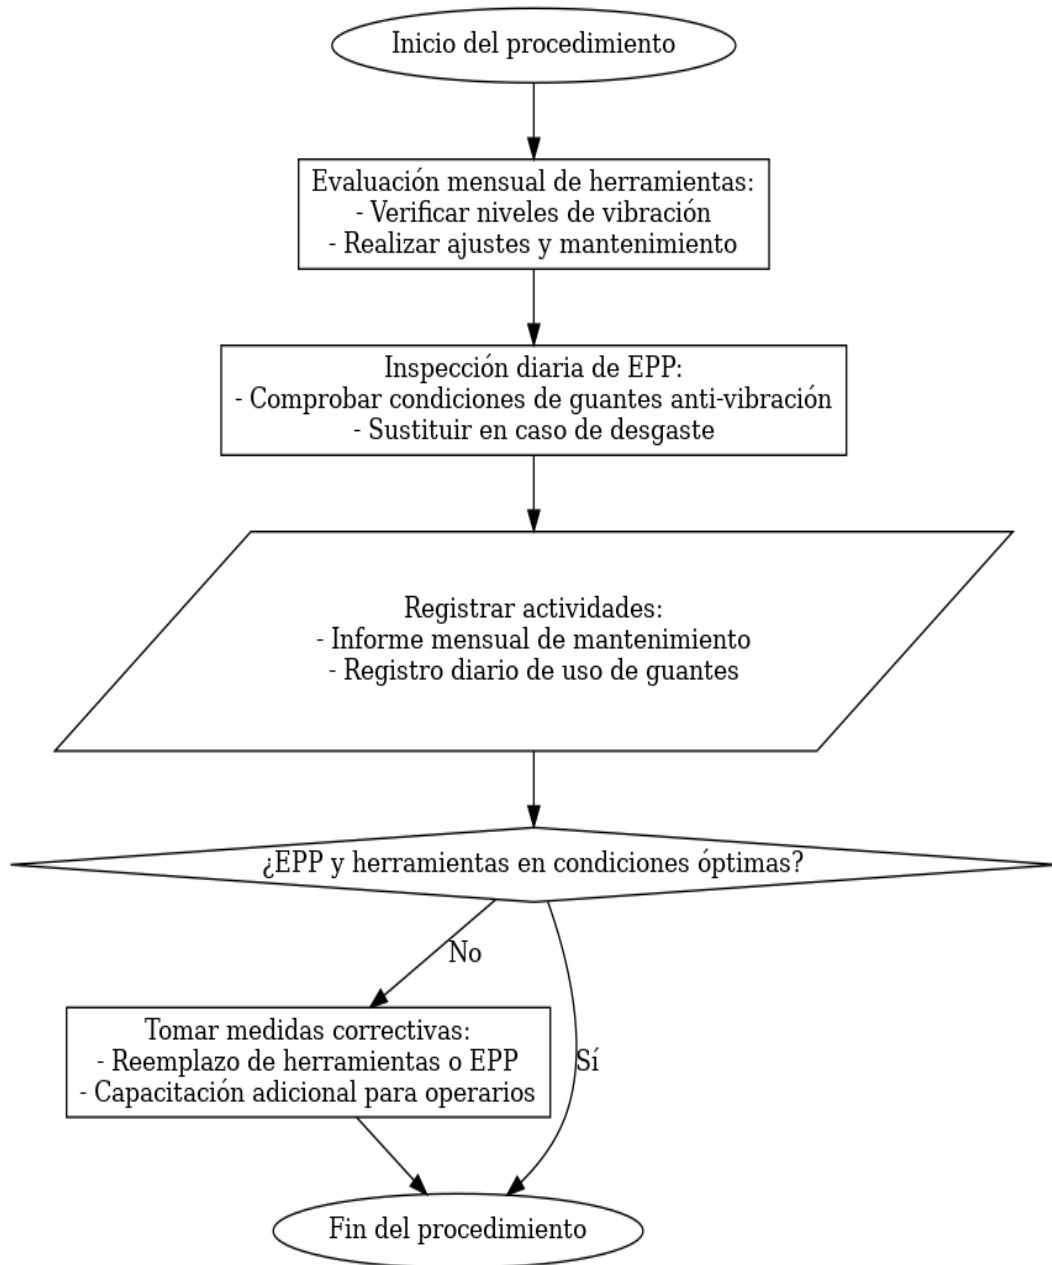 Inicio del procedimiento
Evaluación mensual de herramientas:
- Verificar niveles de vibración
- Realizar ajustes y mantenimiento
Inspección diaria de EPP:
- Comprobar condiciones de guantes anti-vibración
- Sustituir en caso de desgaste
Registrar actividades:
- Informe mensual de mantenimiento
- Registro diario de uso de guantes
¿EPP y herramientas en condiciones óptimas?
No
Tomar medidas correctivas:
- Reemplazo de herramientas o EPP
- Capacitación adicional para operarios
Sí
Fin del procedimiento